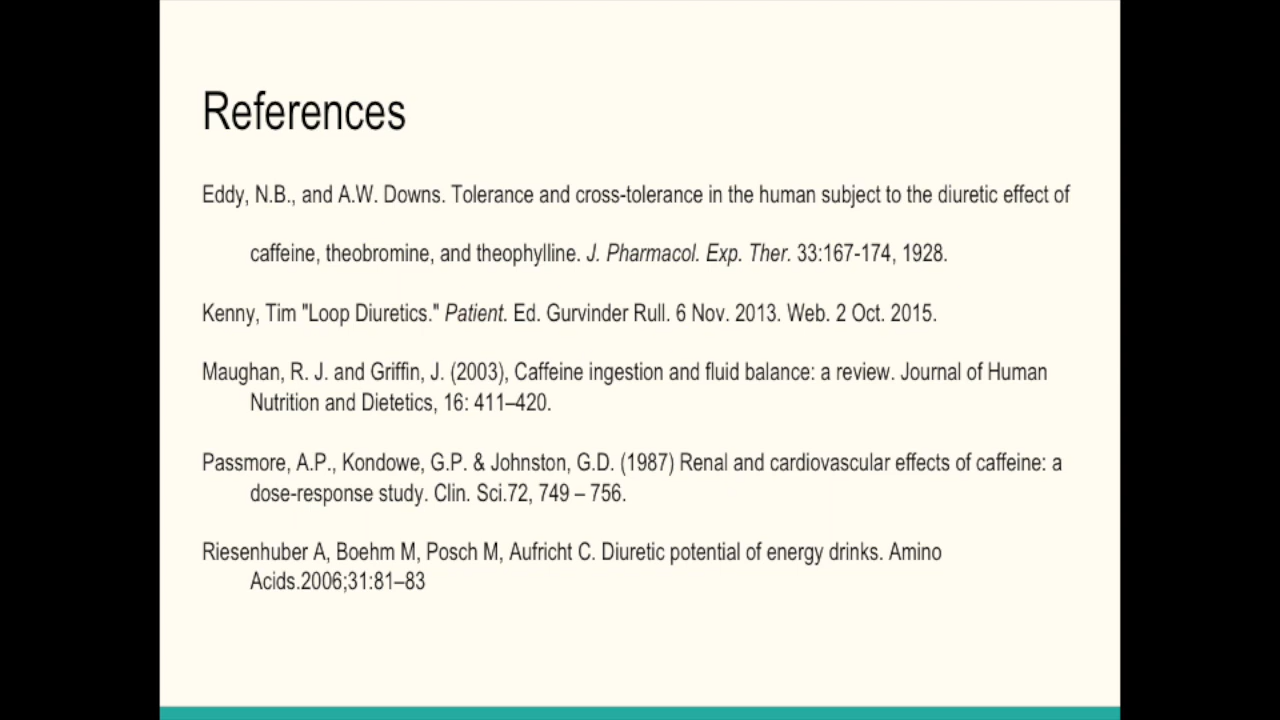 References
Eddy, N.B., and A.W. Downs. Tolerance and cross-tolerance in the human subject to the diuretic effect of
caffeine, theobromine, and theophylline. J. Pharmacol. Exp. Ther. 33:167-174, 1928.
Kenny, Tim "Loop Diuretics." Patient. Ed. Gurvinder Rull. 6 Nov. 2013. Web. 2 Oct. 2015.
Maughan, R. J. and Griffin, J. (2003), Caffeine ingestion and fluid balance: a review. Journal of Human
Nutrition and Dietetics, 16: 411–420.
Passmore, A.P., Kondowe, G.P. & Johnston, G.D. (1987) Renal and cardiovascular effects of caffeine: a
dose-response study. Clin. Sci.72, 749 – 756.
Riesenhuber A, Boehm M, Posch M, Aufricht C. Diuretic potential of energy drinks. Amino
Acids.2006;31:81–83